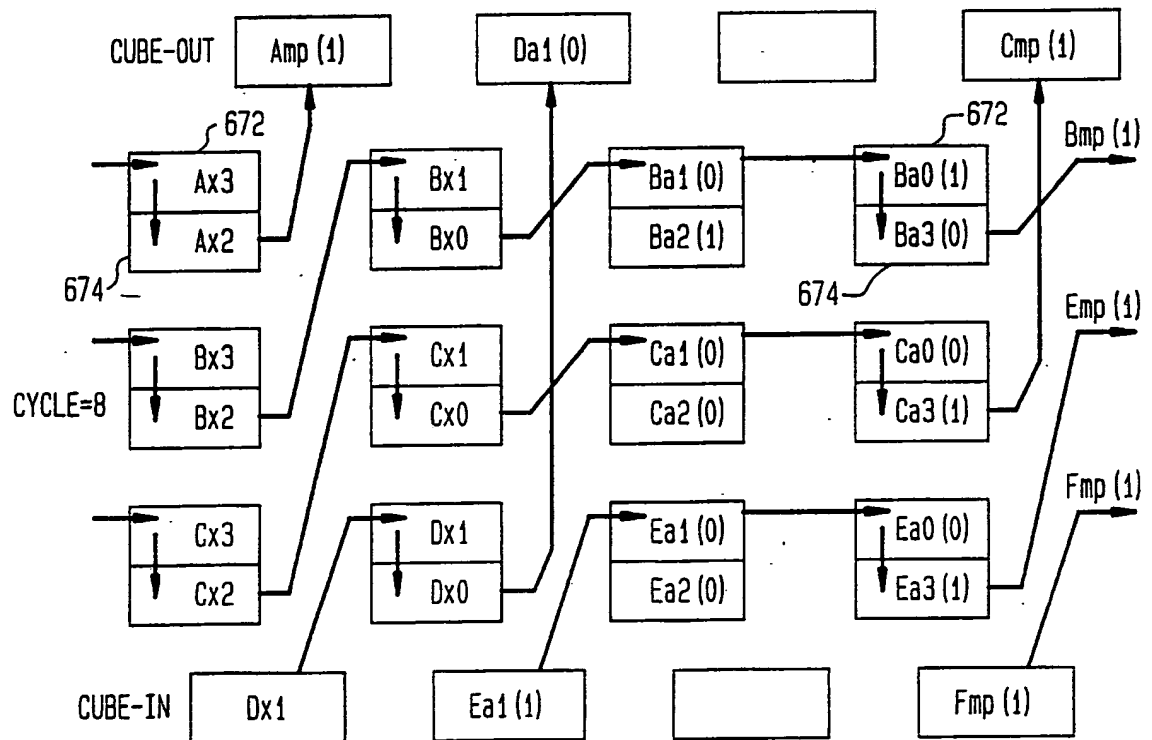 CUBE-OUT Amp (1) Da1 (0) Cmp (1)
672 672 Bmp (1)
Ax3 Bx1 Ba1 (0) Ba0 (1)
Ax2 Bx0 Ba2 (1) Ba3 (0)
674 674 Emp (1)
Bx3 Cx1 Ca1 (0) Ca0 (0)
CYCLE=8 Bx2 Cx0 Ca2 (0) Ca3 (1)
Fmp (1)
Cx3 Dx1 Ea1 (0) Ea0 (0)
Cx2 Dx0 Ea2 (0) Ea3 (1)
CUBE-IN Dx1 Ea1 (1) Fmp (1)